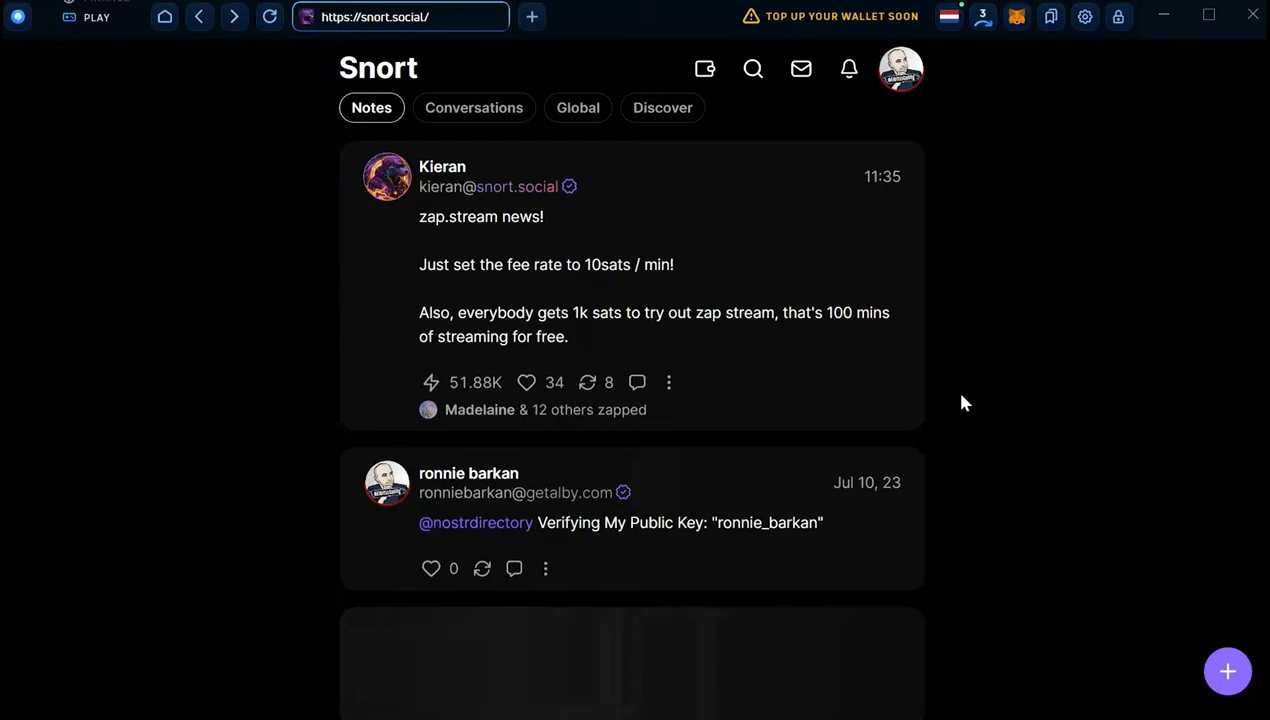 PLAY
https://snort.social/
TOP UP YOUR WALLET SOON
3
Snort
Notes
Conversations
Global
Discover
Kieran
11:35
kieran@snort.social
zap.stream news!
Just set the fee rate to 10sats / min!
Also, everybody gets 1k sats to try out zap stream, that's 100 mins
of streaming for free.
51.88K
34
8
Madelaine & 12 others zapped
ronnie barkan
Jul 10, 23
ronniebarkan@getalby.com
@nostrdirectory Verifying My Public Key: "ronnie_barkan"
0